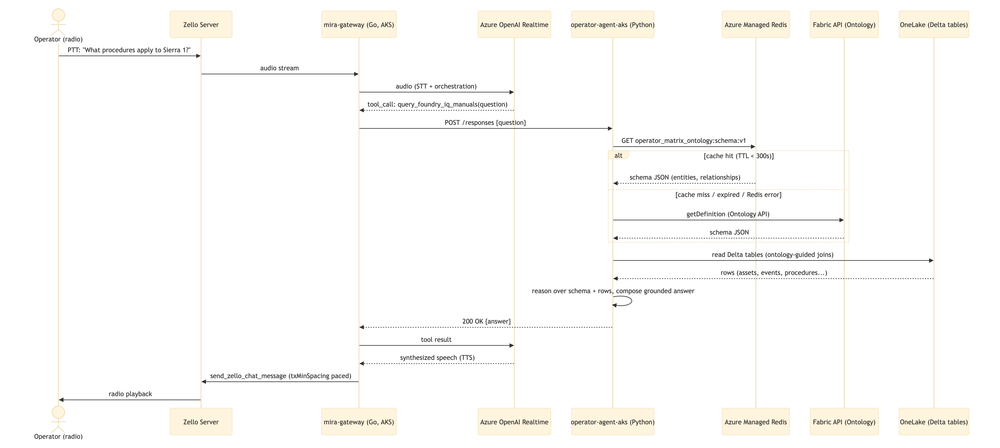 Operator (radio)
Zello Server
mira-gateway (Go, AKS)
Azure OpenAI Realtime
operator-agent-aks (Python)
Azure Managed Redis
Fabric API (Ontology)
OneLake (Delta tables)
PTT: "What procedures apply to Sierra 1?"
audio stream
audio (STT + orchestration)
tool_call: query_foundry_iq_manuals(question)
POST /responses {question}
GET operator_matrix_ontology:schema:v1
alt
[cache hit (TTL < 300s)]
schema JSON (entities, relationships)
[cache miss / expired / Redis error]
getDefinition (Ontology API)
schema JSON
read Delta tables (ontology-guided joins)
rows (assets, events, procedures...)
reason over schema + rows, compose grounded answer
200 OK {answer}
tool result
synthesized speech (TTS)
send_zello_chat_message (txMinSpacing paced)
radio playback
Operator (radio)
Zello Server
mira-gateway (Go, AKS)
Azure OpenAI Realtime
operator-agent-aks (Python)
Azure Managed Redis
Fabric API (Ontology)
OneLake (Delta tables)